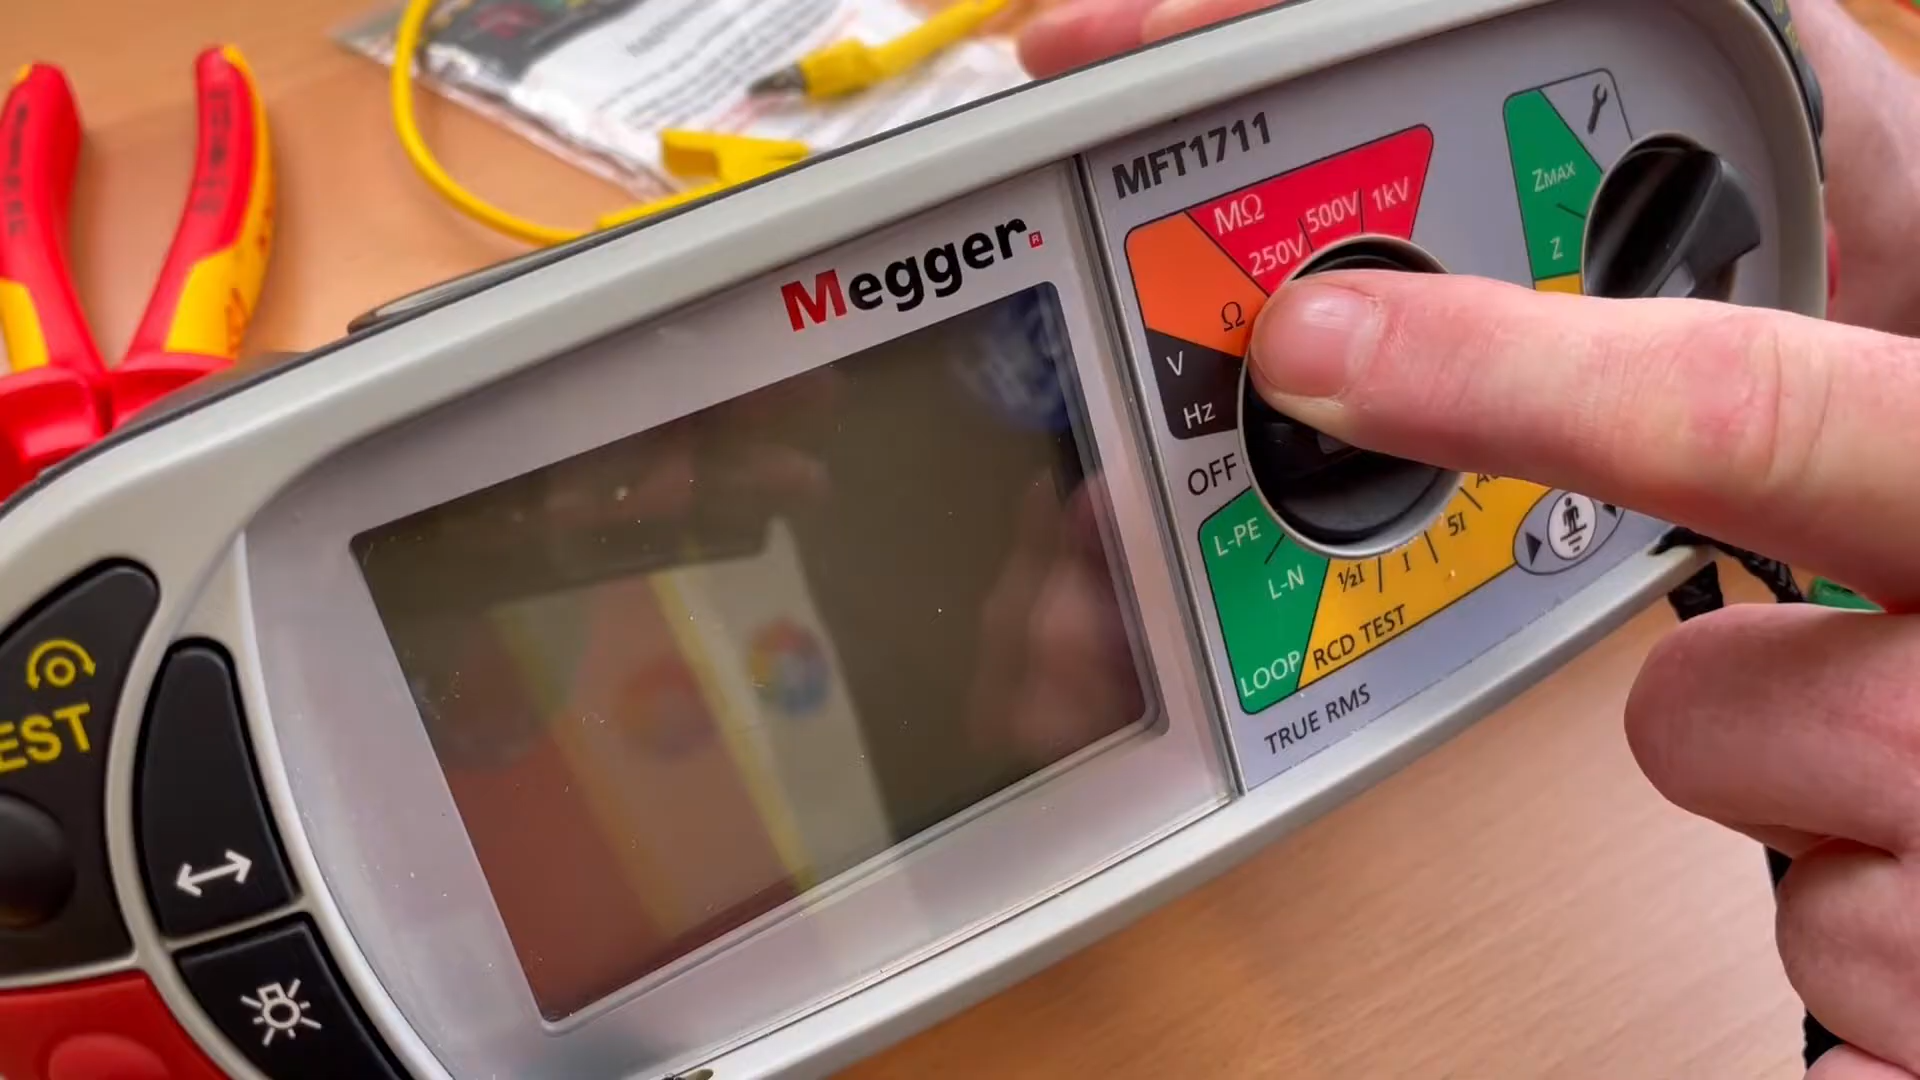 Megger
MFT1711
MΩ
250V
500V
1kV
Ω
V
Hz
OFF
L-PE
L-N
LOOP
½I
I
5I
RCD TEST
TRUE RMS
ZMAX
Z
EST